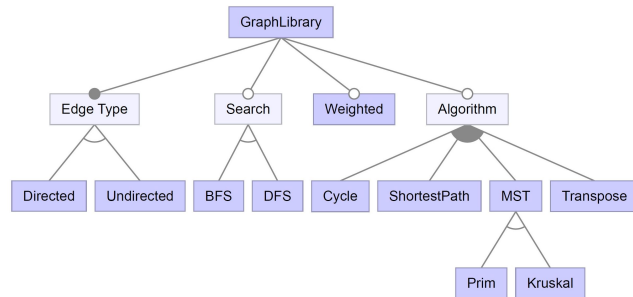 GraphLibrary
Edge Type
Search
Weighted
Algorithm
Directed
Undirected
BFS
DFS
Cycle
ShortestPath
MST
Transpose
Prim
Kruskal